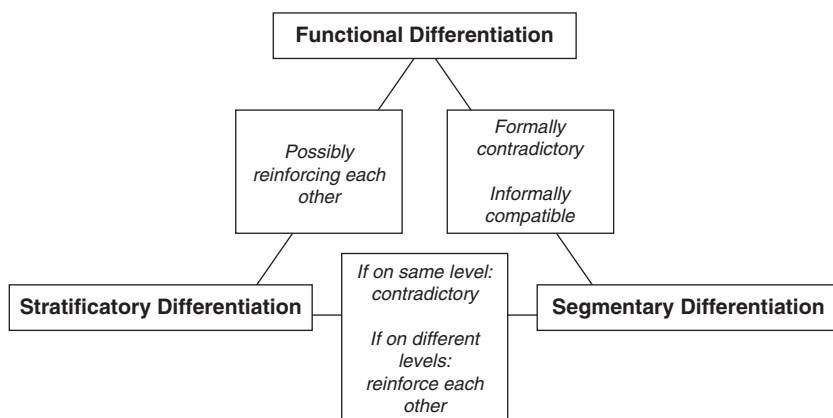 Functional Differentiation
Possibly
reinforcing each
other
Formally
contradictory
Informally
compatible
Stratificatory Differentiation
If on same level:
contradictory
If on different
levels:
reinforce each
other
Segmentary Differentiation